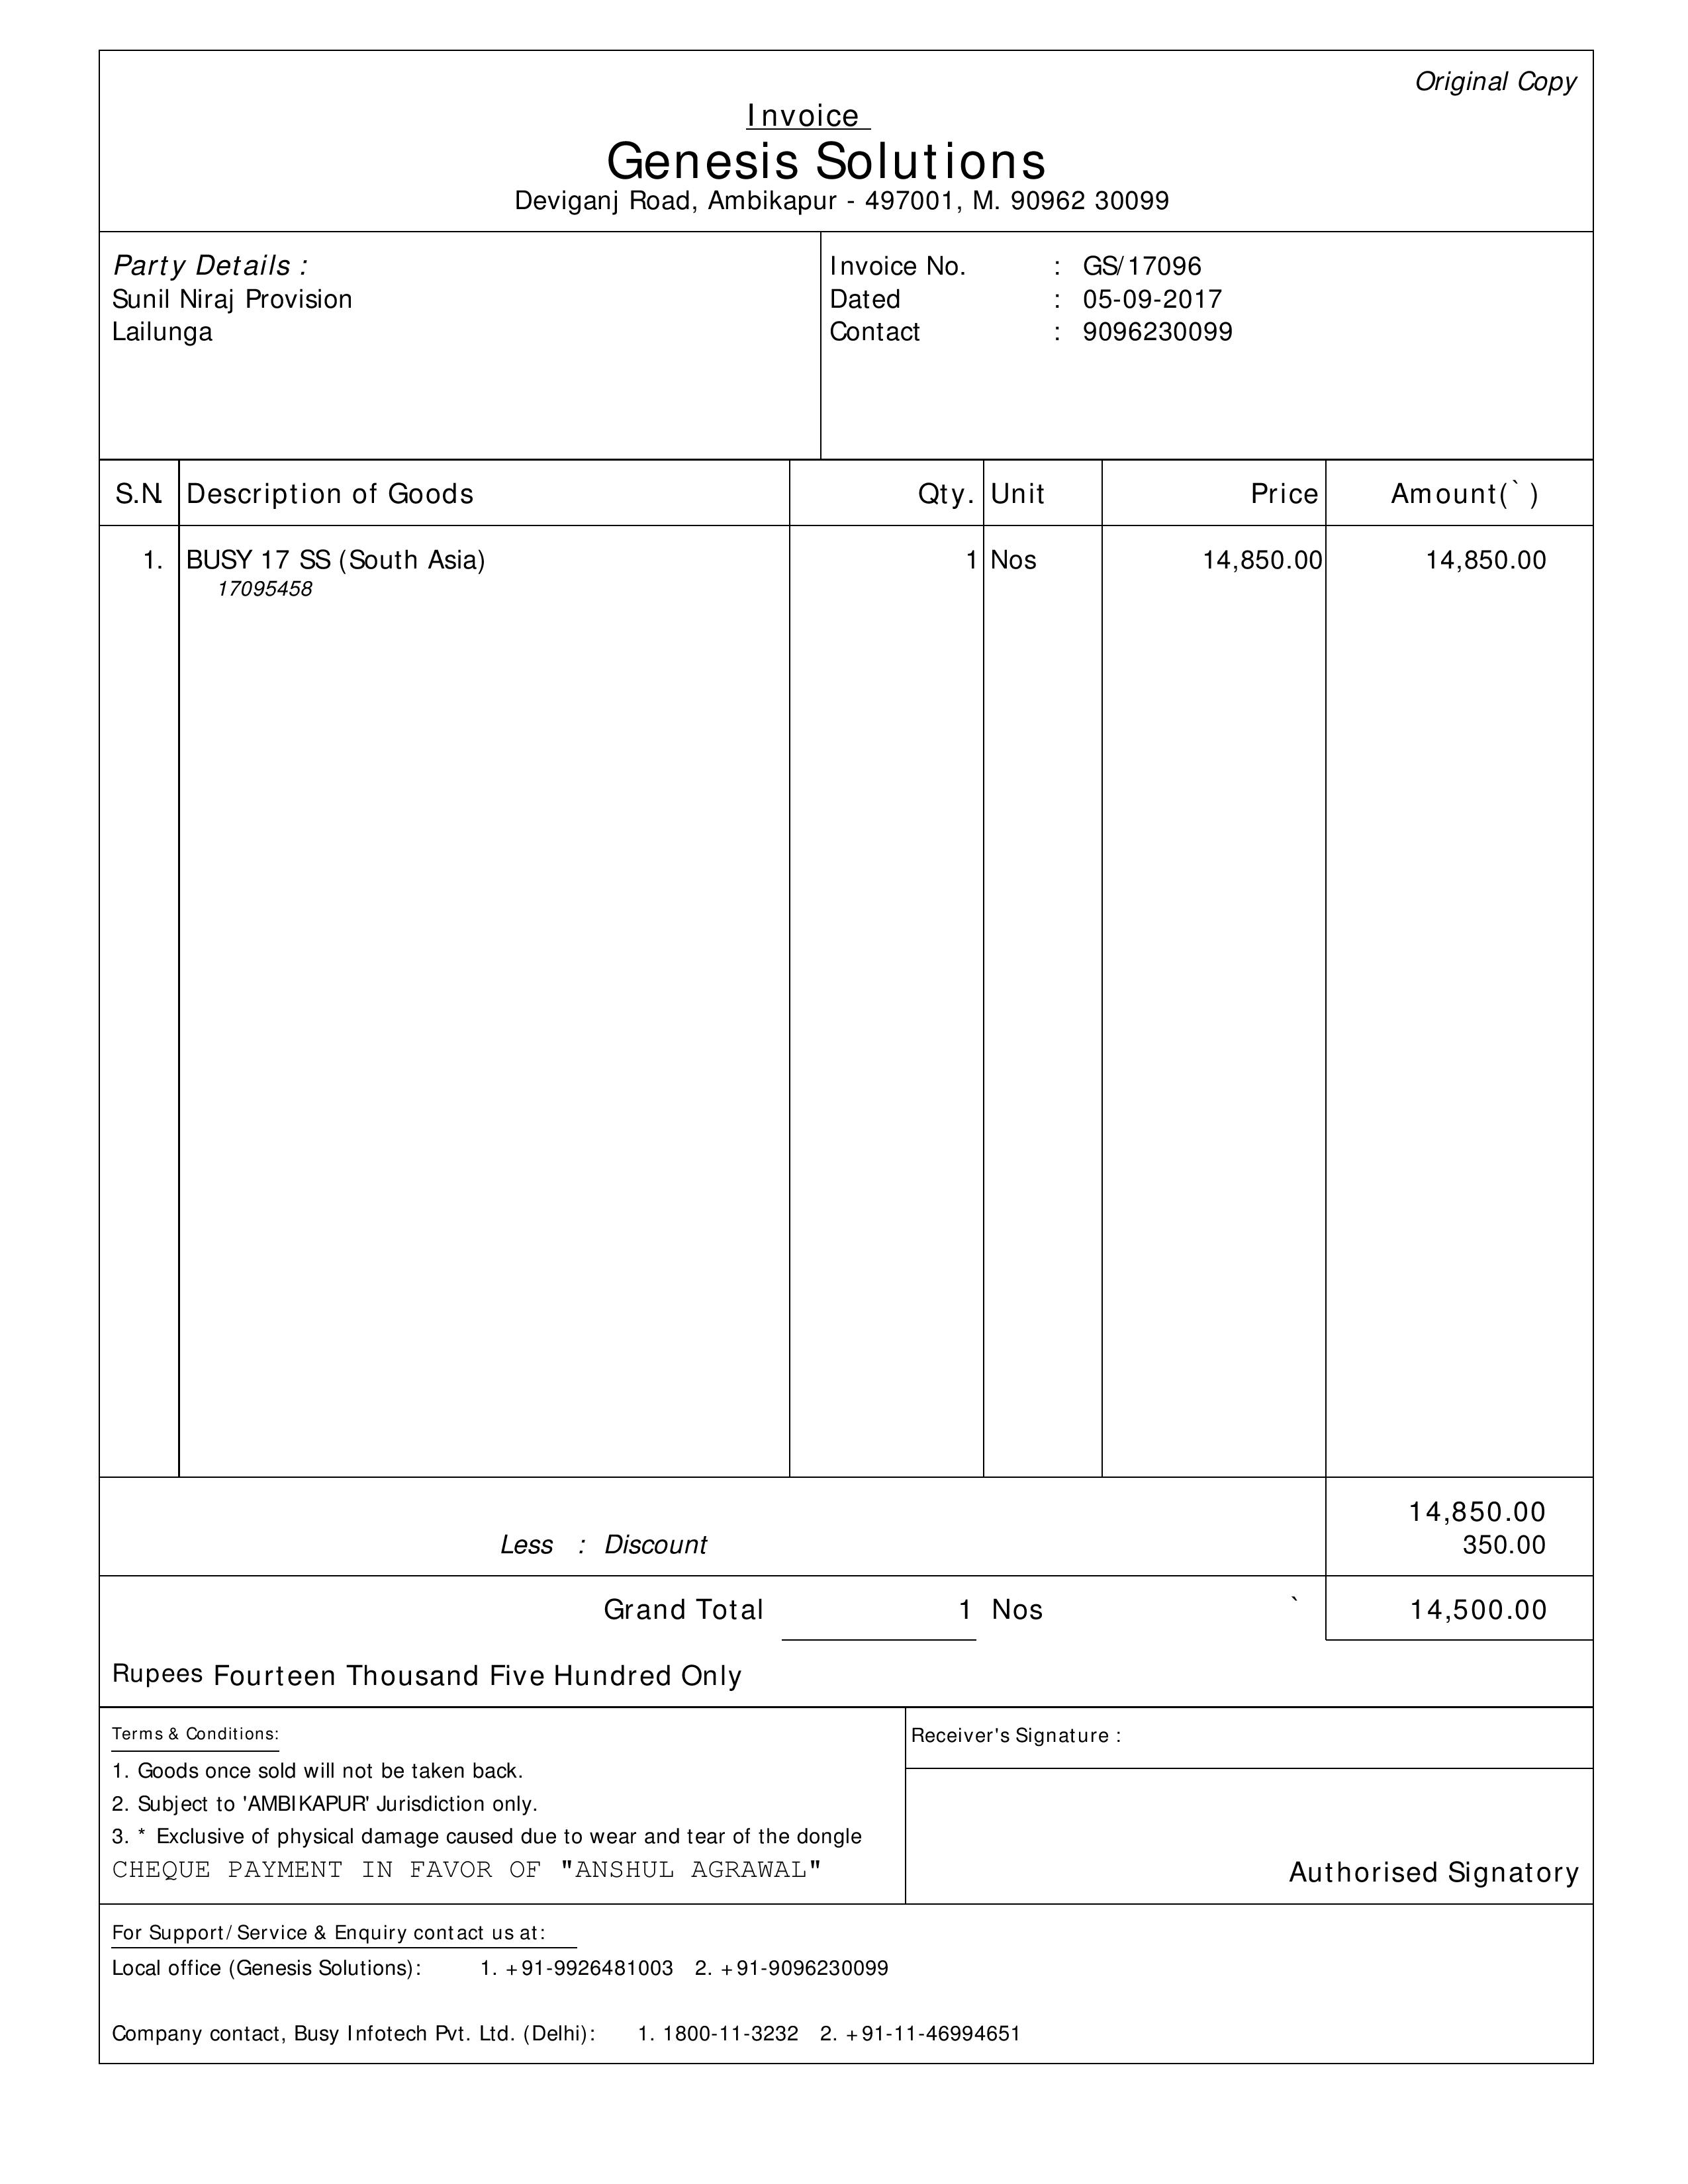 Original Copy
Invoice
Genesis Solutions
Deviganj Road, Ambikapur - 497001, M. 90962 30099
Party Details :
Sunil Niraj Provision
Lailunga
Invoice No. : GS/17096
Dated : 05-09-2017
Contact : 9096230099
S.N. Description of Goods Qty. Unit Price Amount(` )
1. BUSY 17 SS (South Asia) 1 Nos 14,850.00 14,850.00
17095458
14,850.00
Less : Discount 350.00
Grand Total 1 Nos ` 14,500.00
Rupees Fourteen Thousand Five Hundred Only
Terms & Conditions:
1. Goods once sold will not be taken back.
2. Subject to 'AMBIKAPUR' Jurisdiction only.
3. * Exclusive of physical damage caused due to wear and tear of the dongle
CHEQUE PAYMENT IN FAVOR OF "ANSHUL AGRAWAL"
Receiver's Signature :
Authorised Signatory
For Support/Service & Enquiry contact us at:
Local office (Genesis Solutions): 1. +91-9926481003 2. +91-9096230099
Company contact, Busy Infotech Pvt. Ltd. (Delhi): 1. 1800-11-3232 2. +91-11-46994651